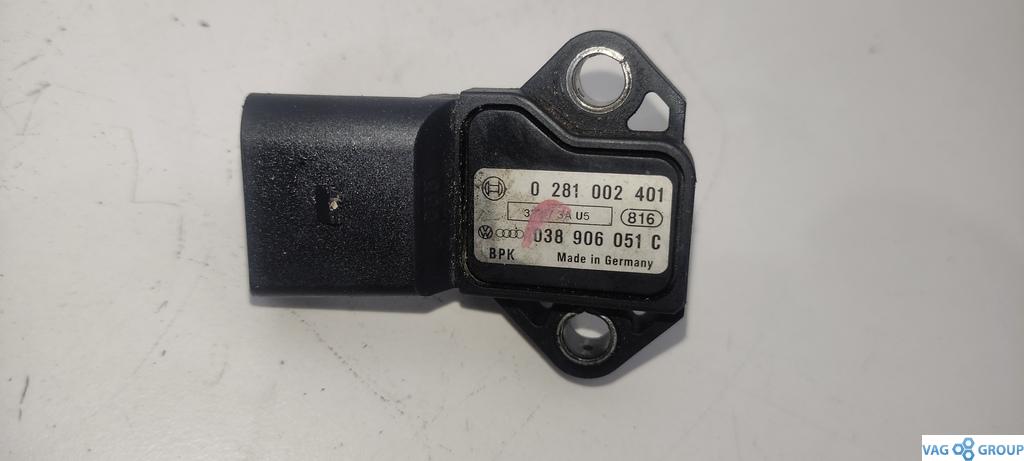 0 281 002 401
3A U5 816
038 906 051 C
BPK Made in Germany
VAG GROUP